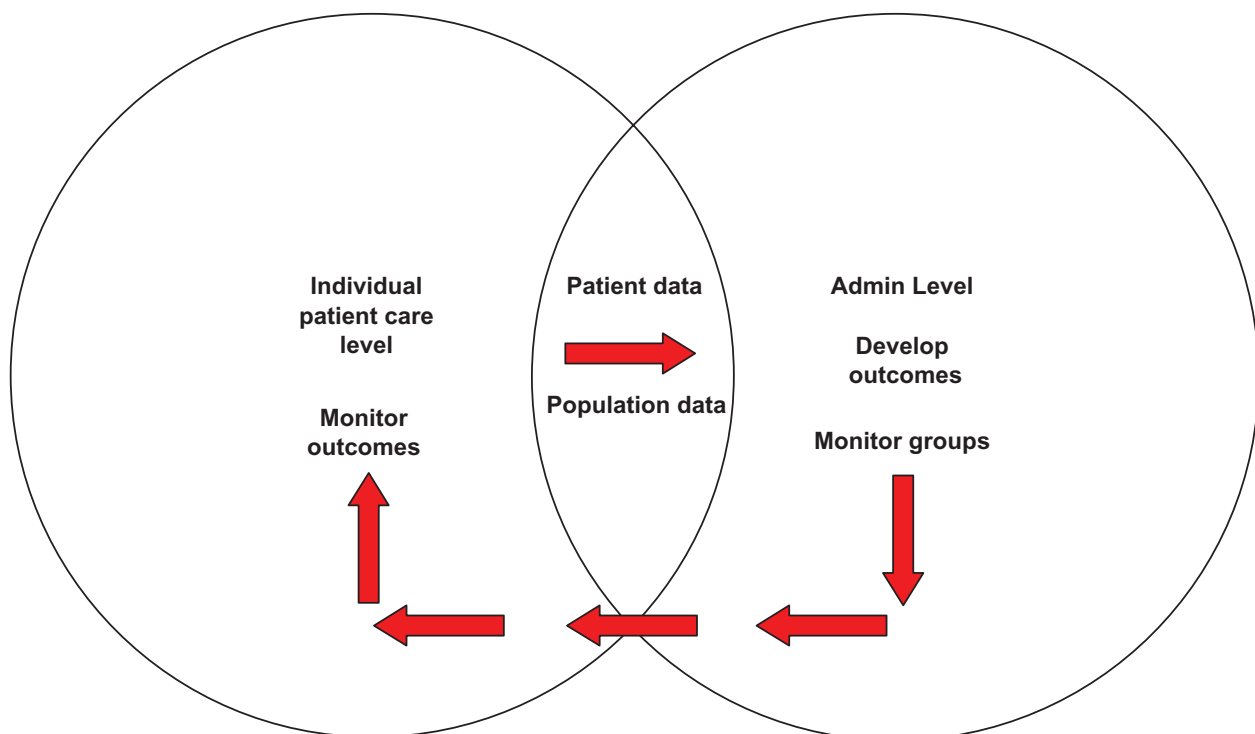 Individual
patient care
level
Monitor
outcomes
Patient data
Population data
Admin Level
Develop
outcomes
Monitor groups